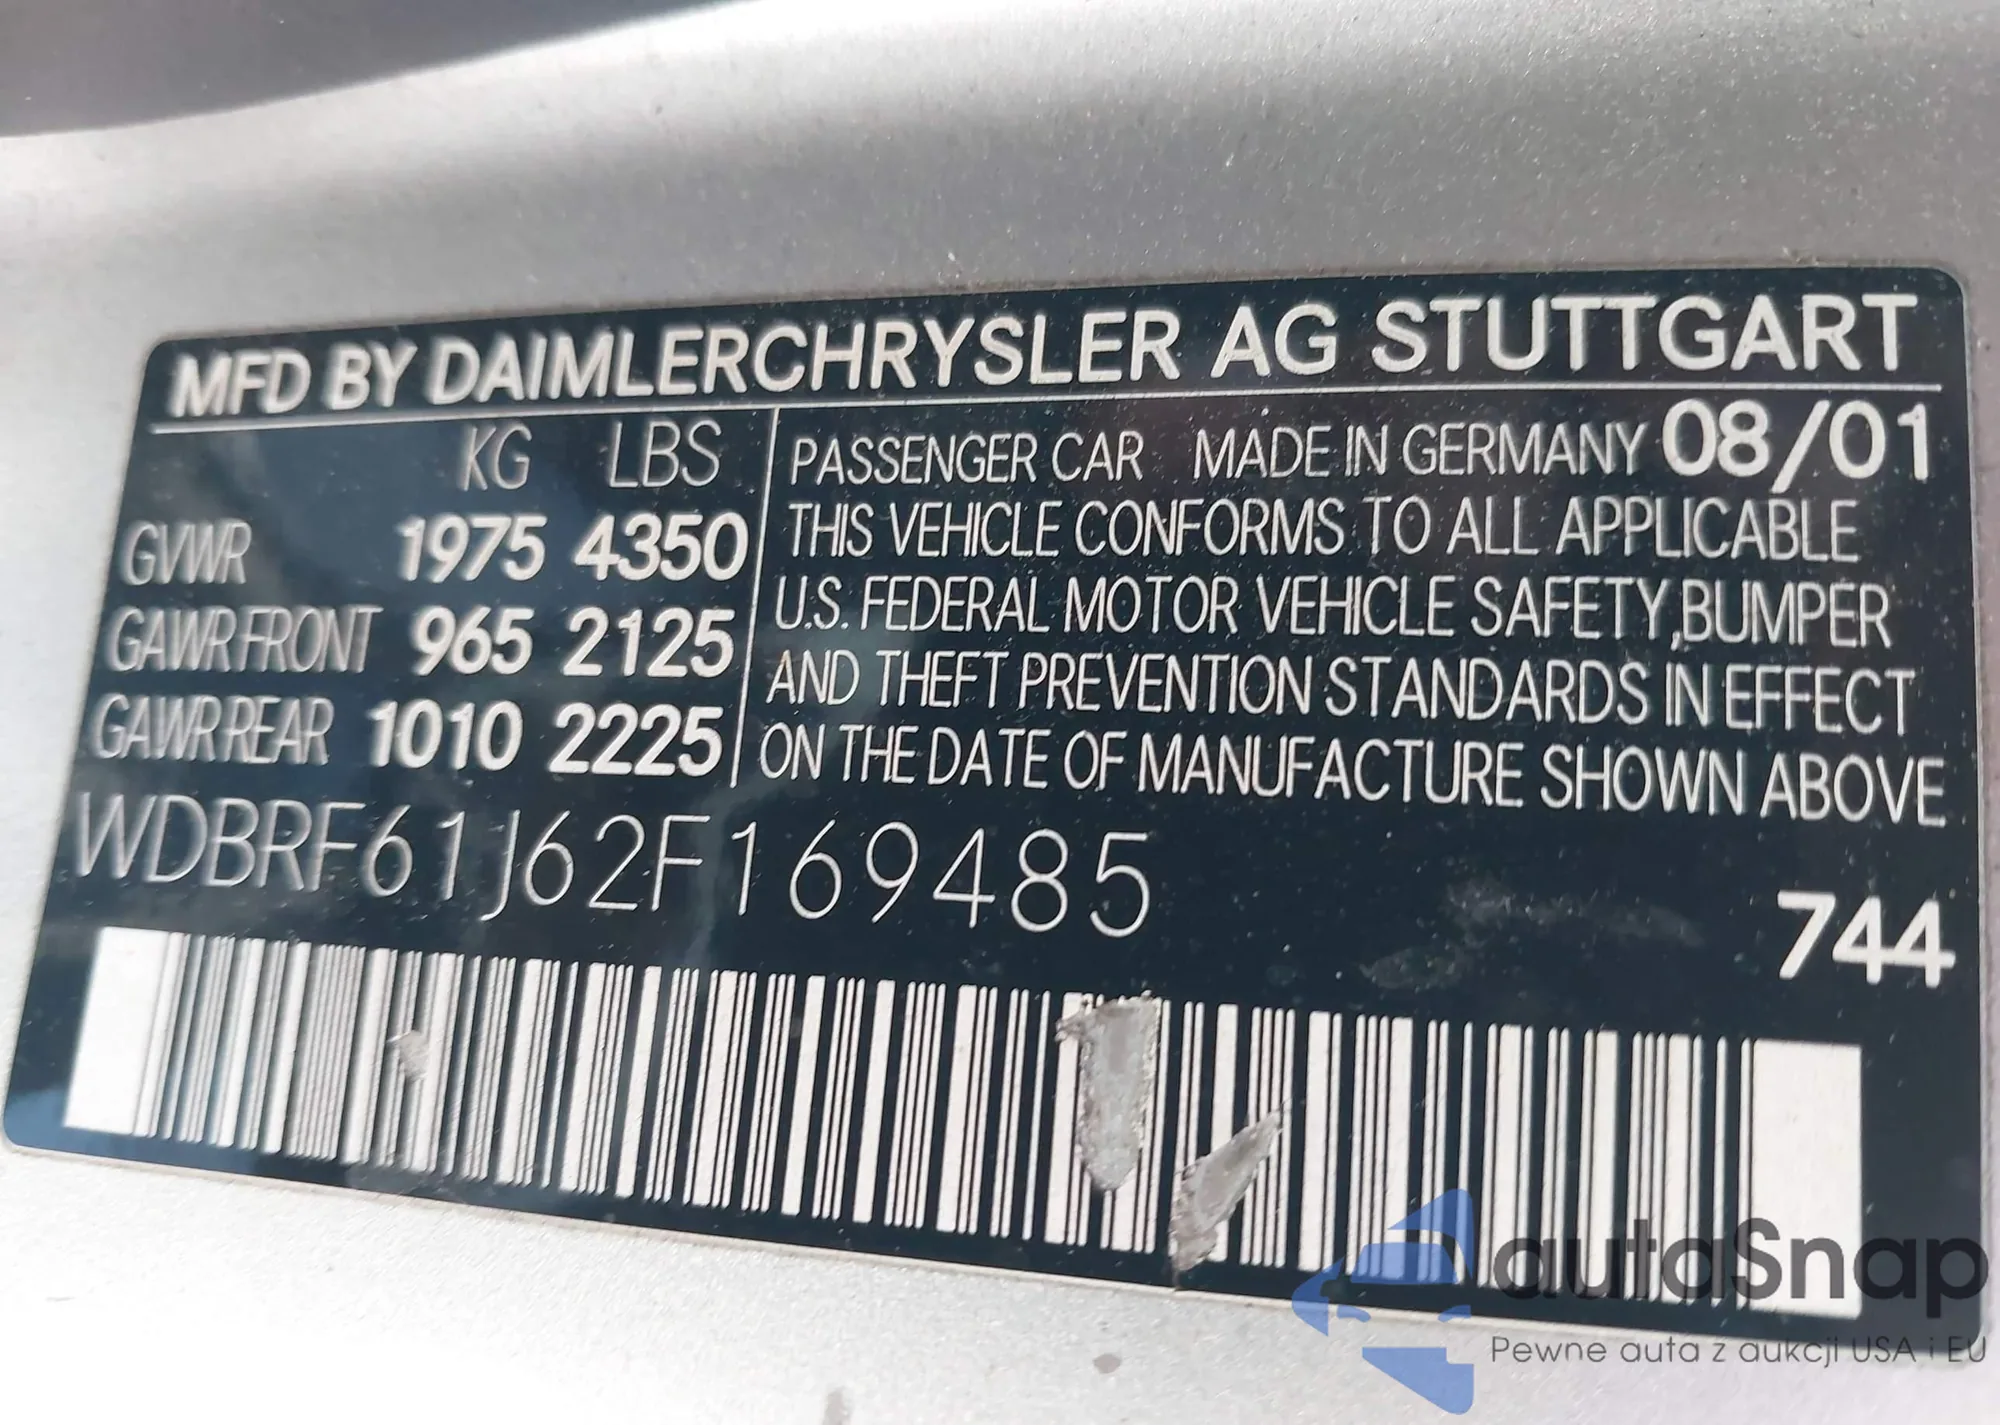 MFD BY DAIMLERCHRYSLER AG STUTTGART
KG LBS
GVWR 1975 4350
GAWR FRONT 965 2125
GAWR REAR 1010 2225
PASSENGER CAR MADE IN GERMANY 08/01
THIS VEHICLE CONFORMS TO ALL APPLICABLE
U.S. FEDERAL MOTOR VEHICLE SAFETY, BUMPER
AND THEFT PREVENTION STANDARDS IN EFFECT
ON THE DATE OF MANUFACTURE SHOWN ABOVE
WDBRF61J62F169485
744
autaSnap
Pewne auta z aukcji USA i EU